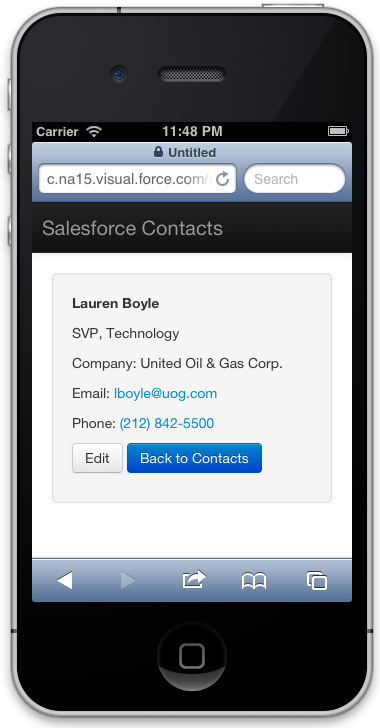 Carrier 11:48 PM
Untitled
c.na15.visual.force.com/
Search
Salesforce Contacts
Lauren Boyle
SVP, Technology
Company: United Oil & Gas Corp.
Email: lboyle@uog.com
Phone: (212) 842-5500
Edit Back to Contacts